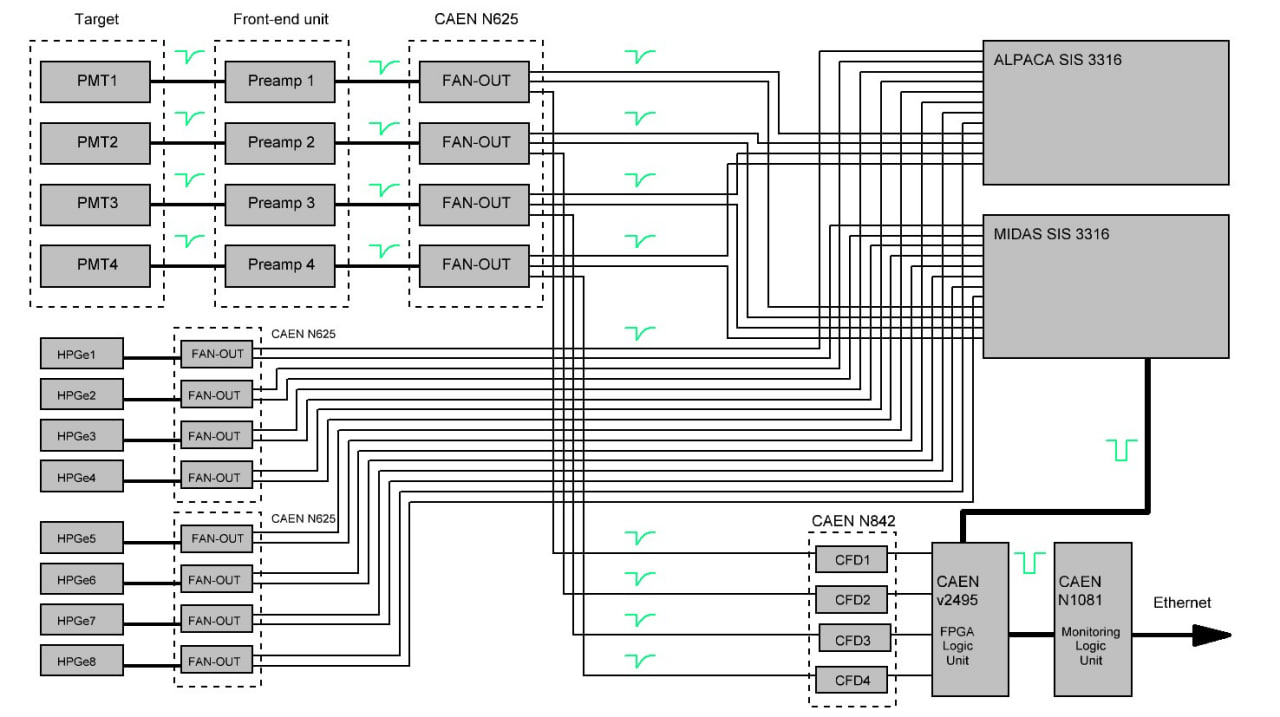 Target
Front-end unit
CAEN N625
PMT1
Preamp 1
FAN-OUT
ALPACA SIS 3316
PMT2
Preamp 2
FAN-OUT
PMT3
Preamp 3
FAN-OUT
PMT4
Preamp 4
FAN-OUT
MIDAS SIS 3316
CAEN N625
HPGe1
FAN-OUT
HPGe2
FAN-OUT
HPGe3
FAN-OUT
HPGe4
FAN-OUT
CAEN N625
HPGe5
FAN-OUT
HPGe6
FAN-OUT
HPGe7
FAN-OUT
HPGe8
FAN-OUT
CAEN N842
CFD1
CFD2
CFD3
CFD4
CAEN
v2495
FPGA
Logic
Unit
CAEN
N1081
Monitoring
Logic
Unit
Ethernet